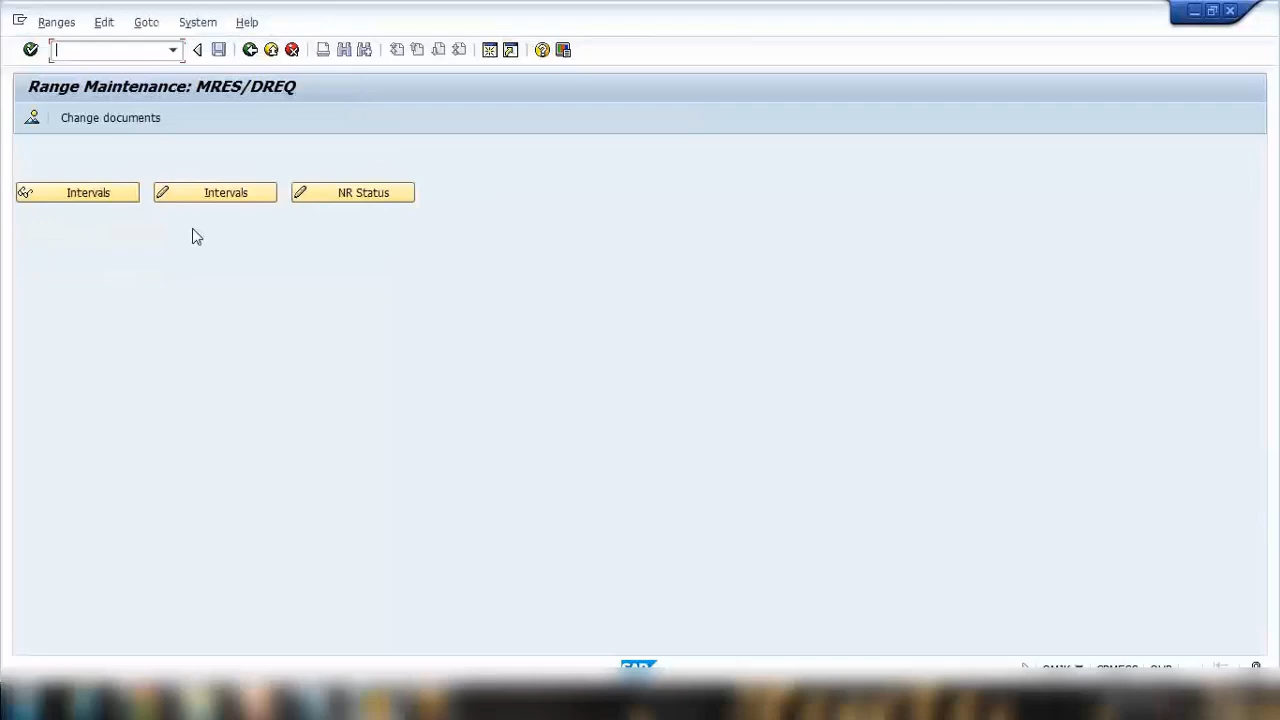 Ranges Edit Goto System Help
Range Maintenance: MRES/DREQ
Change documents
Intervals Intervals NR Status